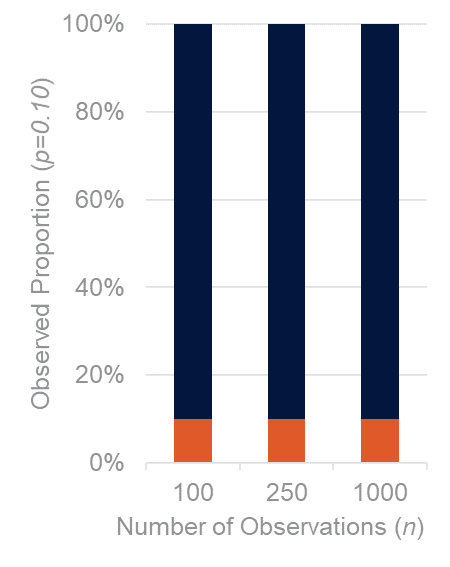 100%
80%
60%
40%
20%
0%
Observed Proportion (p=0.10)
100 250 1000
Number of Observations (n)